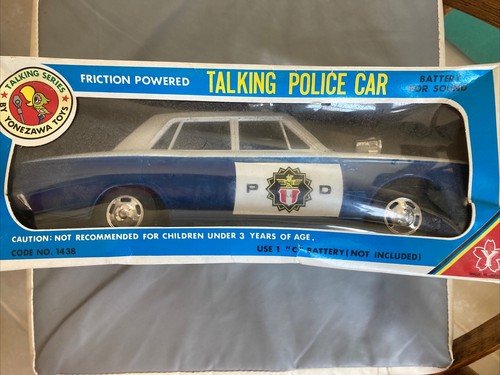 TALKING SERIES
BY YONEZAWA TOYS
FRICTION POWERED
TALKING POLICE CAR
BATTERY
FOR SOUND
P D
CAUTION: NOT RECOMMENDED FOR CHILDREN UNDER 3 YEARS OF AGE.
CODE NO. 1438
USE 1 "C" BATTERY (NOT INCLUDED)
Y